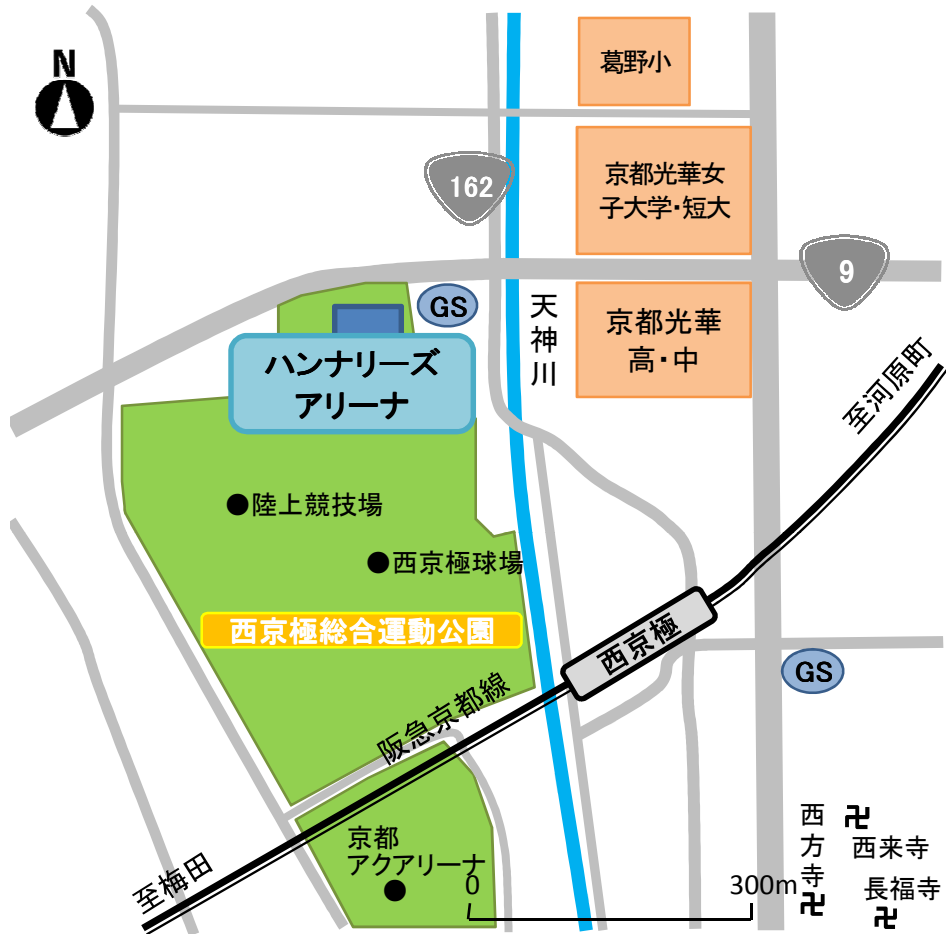 N
葛野小
京都光華女
子大学・短大
162
9
GS
天神川
京都光華
高・中
ハンナリーズ
アリーナ
至河原町
陸上競技場
西京極球場
西京極総合運動公園
西京極
GS
阪急京都線
京都
アクアリーナ
至梅田
0
300m
西方寺
卍
西来寺
長福寺
卍
卍